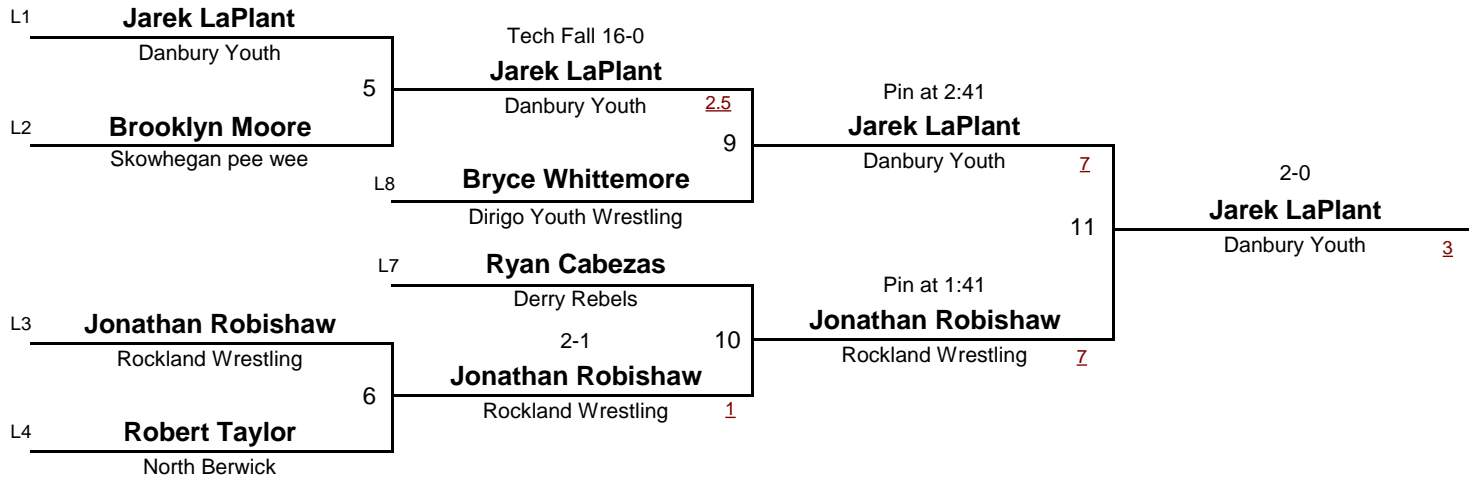 L1 Jarek LaPlant
Danbury Youth
5
L2 Brooklyn Moore
Skowhegan pee wee
Tech Fall 16-0
Jarek LaPlant
Danbury Youth 2.5
9
L8 Bryce Whittemore
Dirigo Youth Wrestling
Pin at 2:41
Jarek LaPlant
Danbury Youth 7
11
2-0
Jarek LaPlant
Danbury Youth 3
L7 Ryan Cabezas
Derry Rebels
10
L3 Jonathan Robishaw
Rockland Wrestling
6
L4 Robert Taylor
North Berwick
2-1
Jonathan Robishaw
Rockland Wrestling 1
Pin at 1:41
Jonathan Robishaw
Rockland Wrestling 7